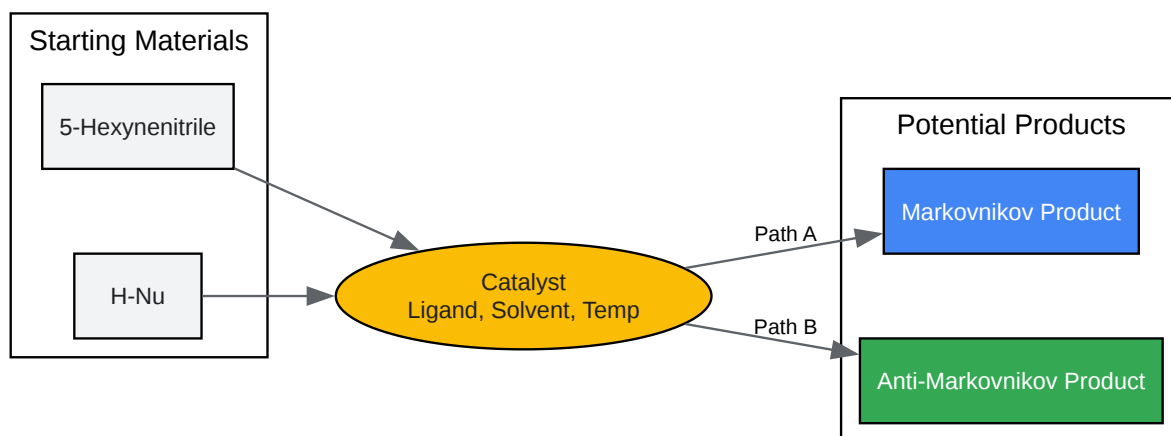 Starting Materials
5-Hexynenitrile
H-Nu
Catalyst
Ligand, Solvent, Temp
Path A
Path B
Potential Products
Markovnikov Product
Anti-Markovnikov Product